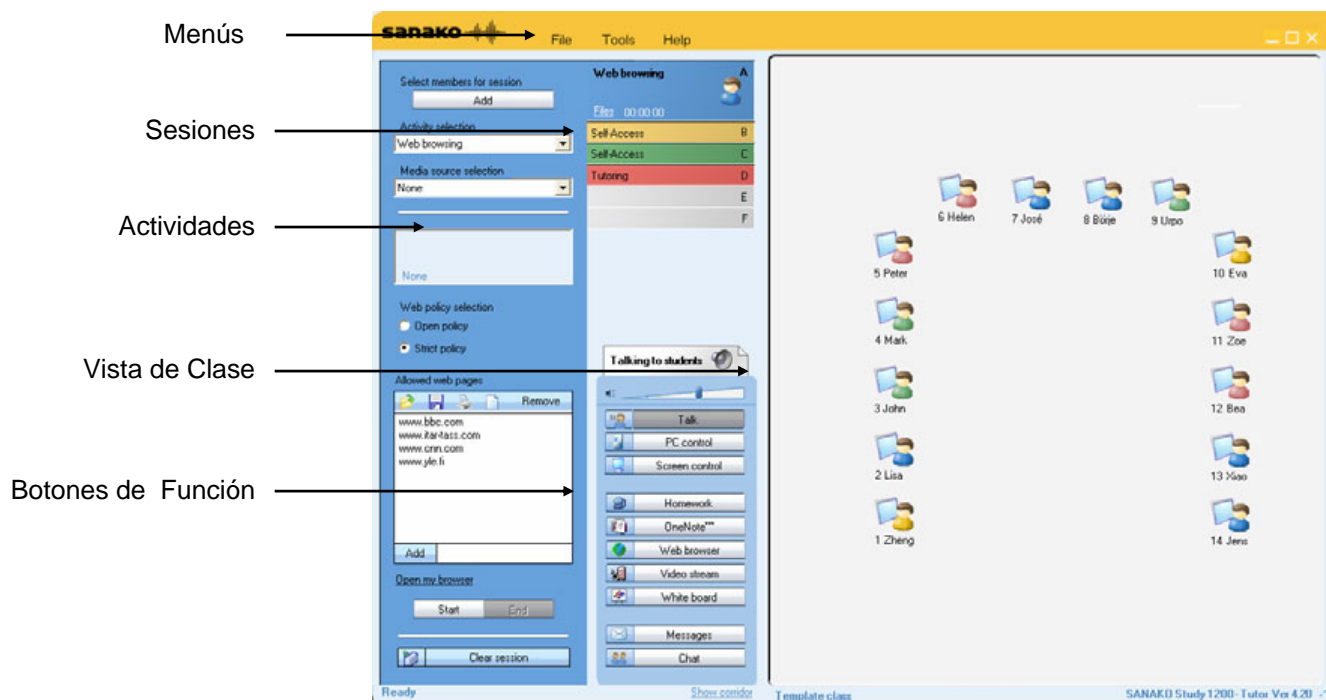 Menús
Sesiones
Actividades
Vista de Clase
Botones de Función
sanako
File Tools Help
Select members for session
Add
Activity selection
Web browsing
Media source selection
None
None
Web policy selection
Open policy
Strict policy
Allowed web pages
Remove
www.bbc.com
www.itar-tass.com
www.cnn.com
www.yle.fi
Add
Open my browser
Start End
Clear session
Ready
Web browsing A
Files 00:00:00
Self-Access B
Self-Access C
Tutoring D
E
F
Talking to students
Talk
PC control
Screen control
Homework
OneNote™
Web browser
Video stream
White board
Messages
Chat
Show corridor
6 Helen 7 José 8 Börje 9 Urpo
5 Peter 10 Eva
4 Mark 11 Zoe
3 John 12 Bea
2 Lisa 13 Xiao
1 Zheng 14 Jens
Template class
SANAKO Study 1200- Tutor Ver 4.20